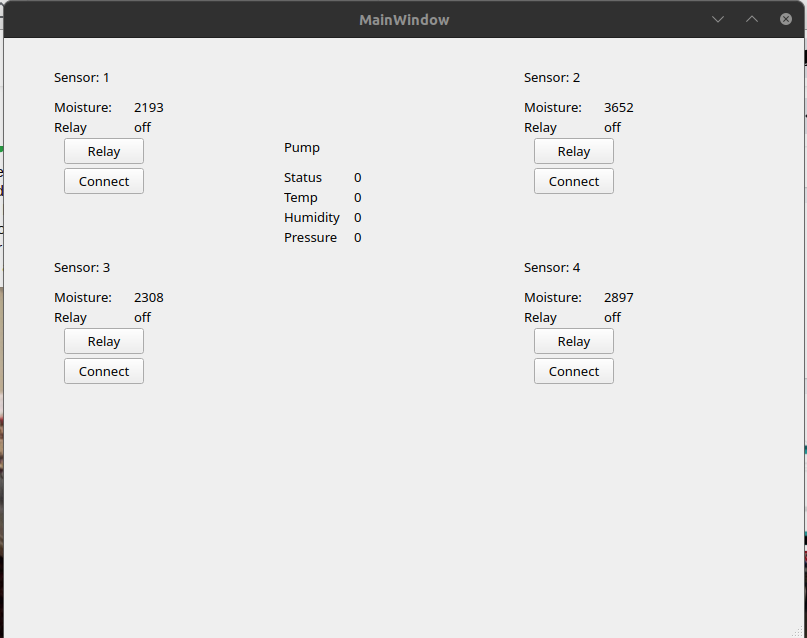 MainWindow
Sensor: 1
Moisture: 2193
Relay off
Relay
Connect
Sensor: 2
Moisture: 3652
Relay off
Relay
Connect
Pump
Status 0
Temp 0
Humidity 0
Pressure 0
Sensor: 3
Moisture: 2308
Relay off
Relay
Connect
Sensor: 4
Moisture: 2897
Relay off
Relay
Connect